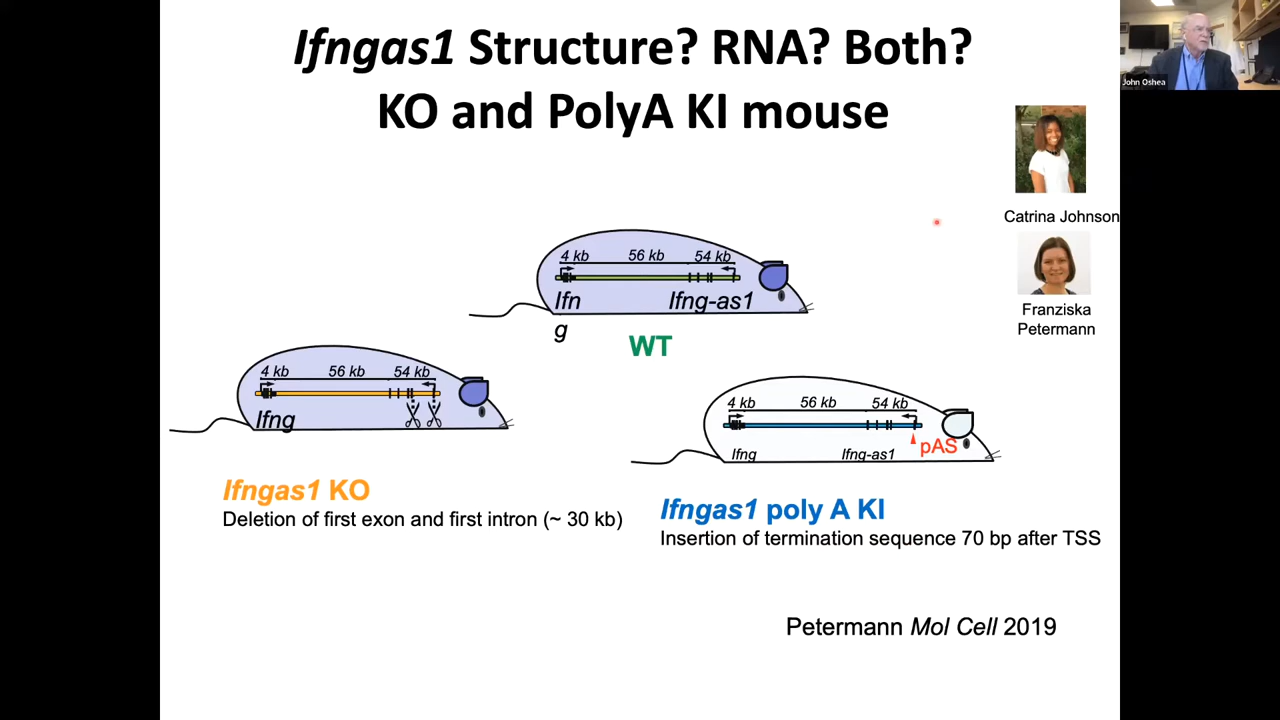 Ifngas1 Structure? RNA? Both?
KO and PolyA KI mouse
John Oshea
Catrina Johnson
Franziska
Petermann
4 kb 56 kb 54 kb
Ifn
g
Ifng-as1
WT
4 kb 56 kb 54 kb
Ifng
Ifngas1 KO
Deletion of first exon and first intron (~ 30 kb)
4 kb 56 kb 54 kb
pAS
Ifng Ifng-as1
Ifngas1 poly A KI
Insertion of termination sequence 70 bp after TSS
Petermann Mol Cell 2019